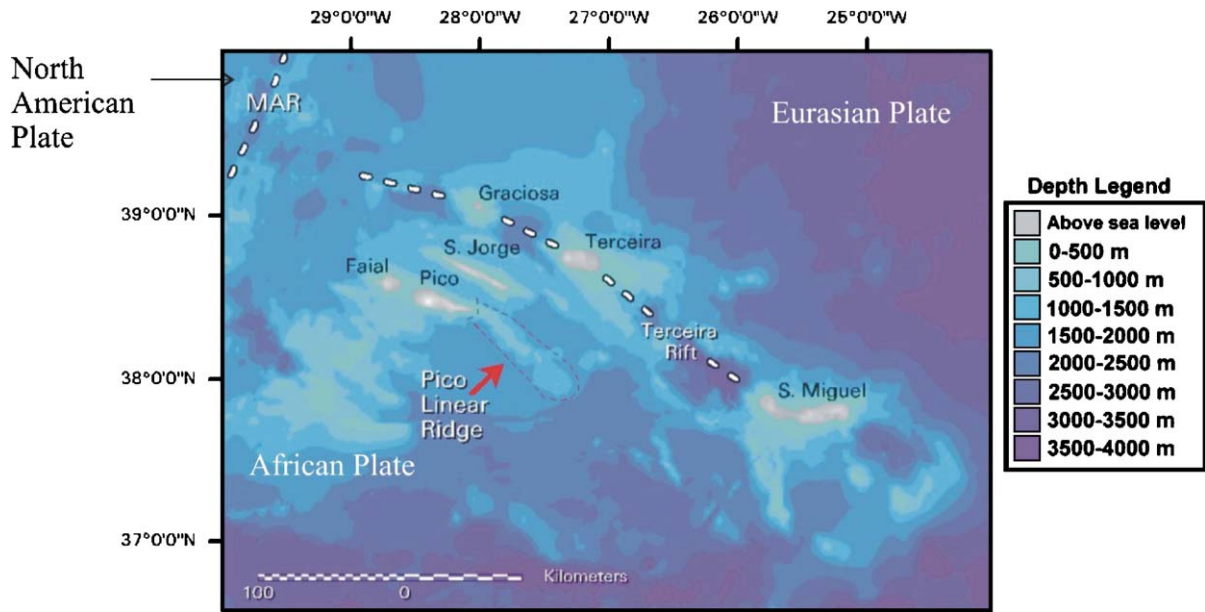 29°0'0"W 28°0'0"W 27°0'0"W 26°0'0"W 25°0'0"W
North
American
Plate
MAR
Eurasian Plate
Graciosa
39°0'0"N
S. Jorge
Terceira
Faial
Pico
Terceira
Rift
38°0'0"N
Pico
Linear
Ridge
S. Miguel
African Plate
37°0'0"N
Kilometers
100 0
Depth Legend
Above sea level
0-500 m
500-1000 m
1000-1500 m
1500-2000 m
2000-2500 m
2500-3000 m
3000-3500 m
3500-4000 m